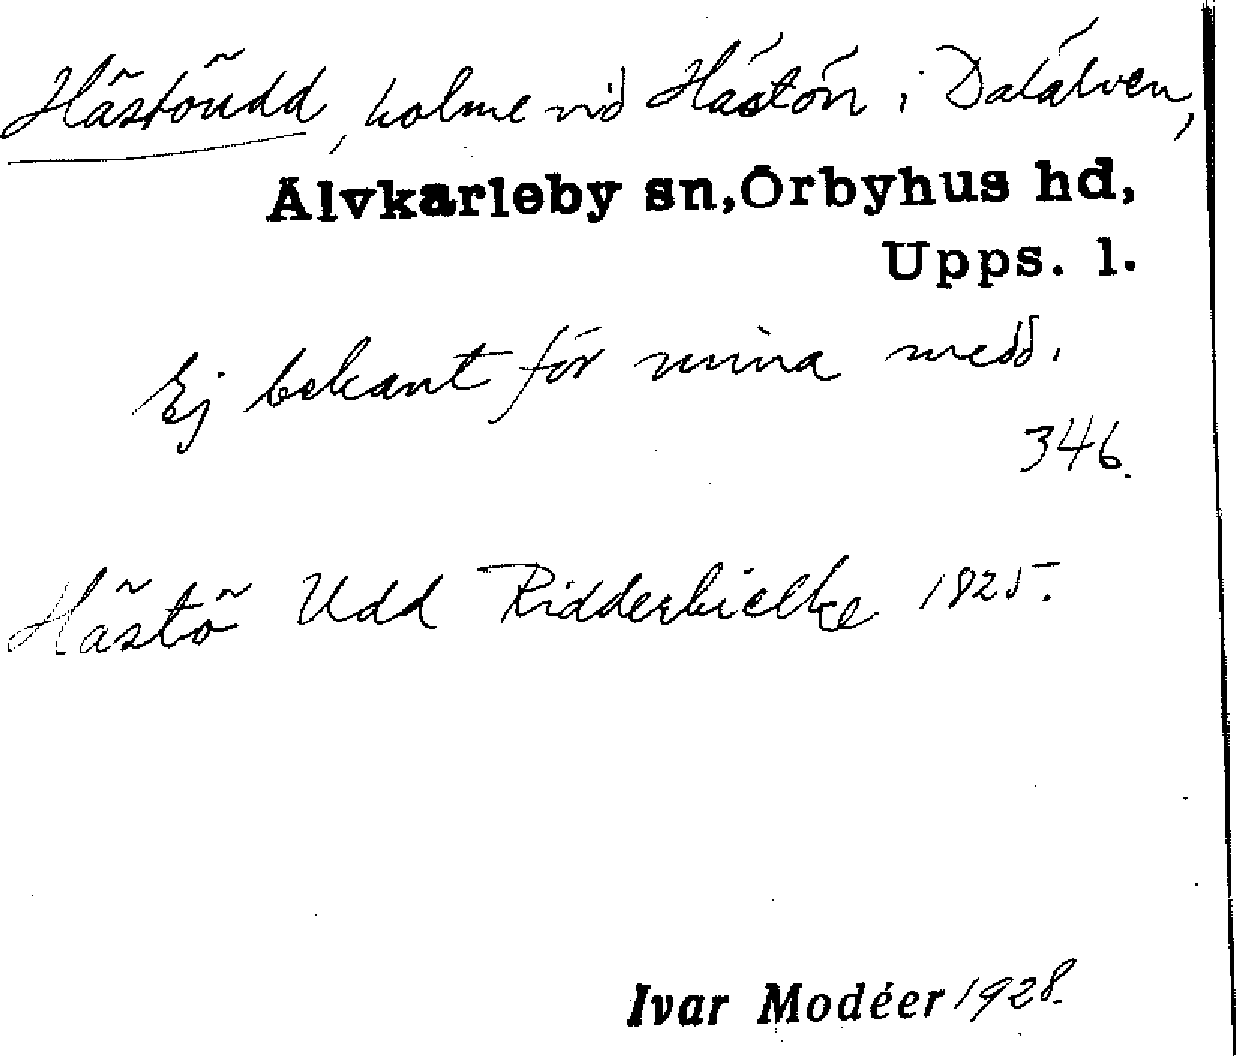 Hästöudd, holme vid Hästön i Dalälven,
Älvkarleby sn, Örbyhus hd,
Upps. l.
Ej bekant för mina medd.
346.
Hästö Udd Ridderbielke 1825.
Ivar Modéer 1928.